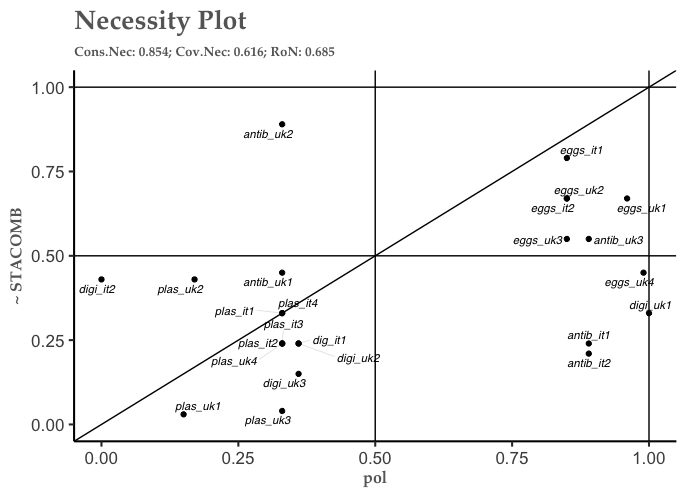 Necessity Plot
Cons.Nec: 0.854; Cov.Nec: 0.616; RoN: 0.685
~ STACOMB
1.00
antib_uk2
eggs_it1
0.75
eggs_uk2
eggs_it2
eggs_uk1
eggs_uk3
antib_uk3
0.50
digi_it2
plas_uk2
antib_uk1
eggs_uk4
plas_it1
plas_it4
digi_uk1
plas_it3
plas_it2
dig_it1
antib_it1
0.25
plas_uk4
digi_uk2
antib_it2
digi_uk3
plas_uk1
plas_uk3
0.00
0.00 0.25 0.50 0.75 1.00
pol